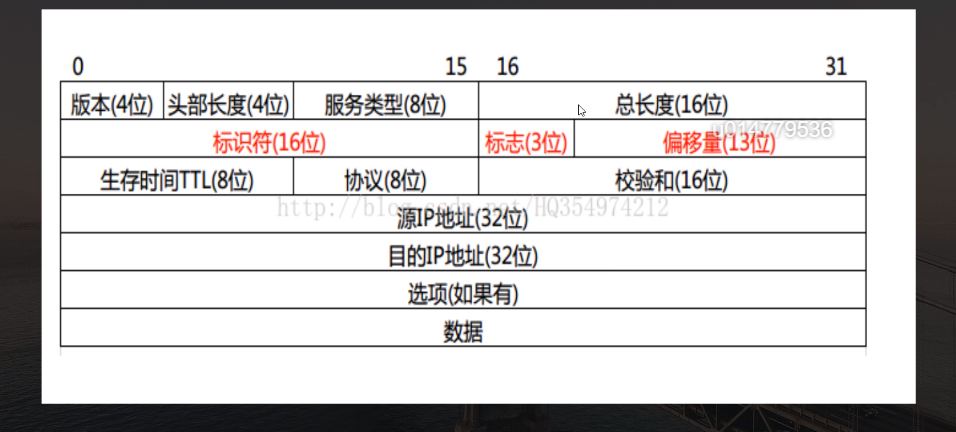 0 15 16 31
版本(4位) 头部长度(4位) 服务类型(8位) 总长度(16位)
u014779536
标识符(16位) 标志(3位) 偏移量(13位)
生存时间TTL(8位) 协议(8位) 校验和(16位)
http://blog.csdn.net/HQ354974212
源IP地址(32位)
目的IP地址(32位)
选项(如果有)
数据